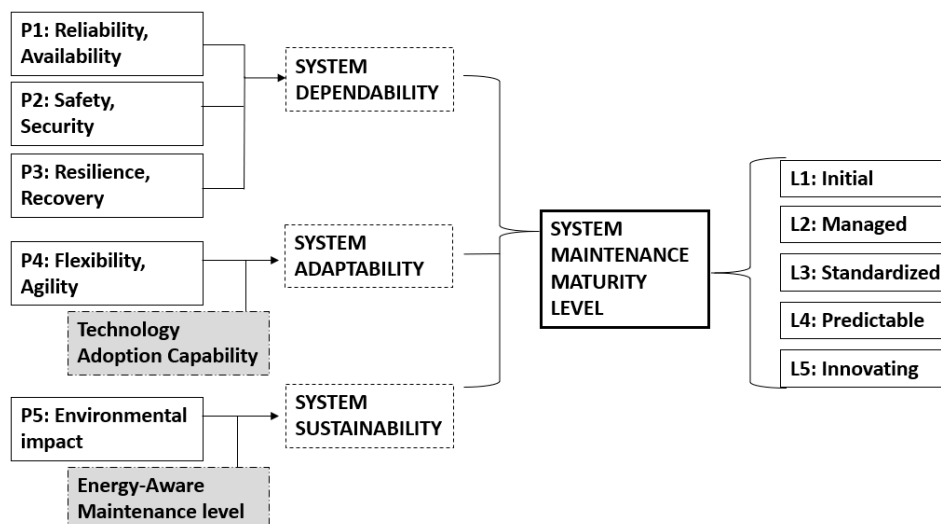 P1: Reliability,
Availability
P2: Safety,
Security
P3: Resilience,
Recovery
SYSTEM
DEPENDABILITY
P4: Flexibility,
Agility
Technology
Adoption Capability
SYSTEM
ADAPTABILITY
P5: Environmental
impact
Energy-Aware
Maintenance level
SYSTEM
SUSTAINABILITY
SYSTEM
MAINTENANCE
MATURITY
LEVEL
L1: Initial
L2: Managed
L3: Standardized
L4: Predictable
L5: Innovating